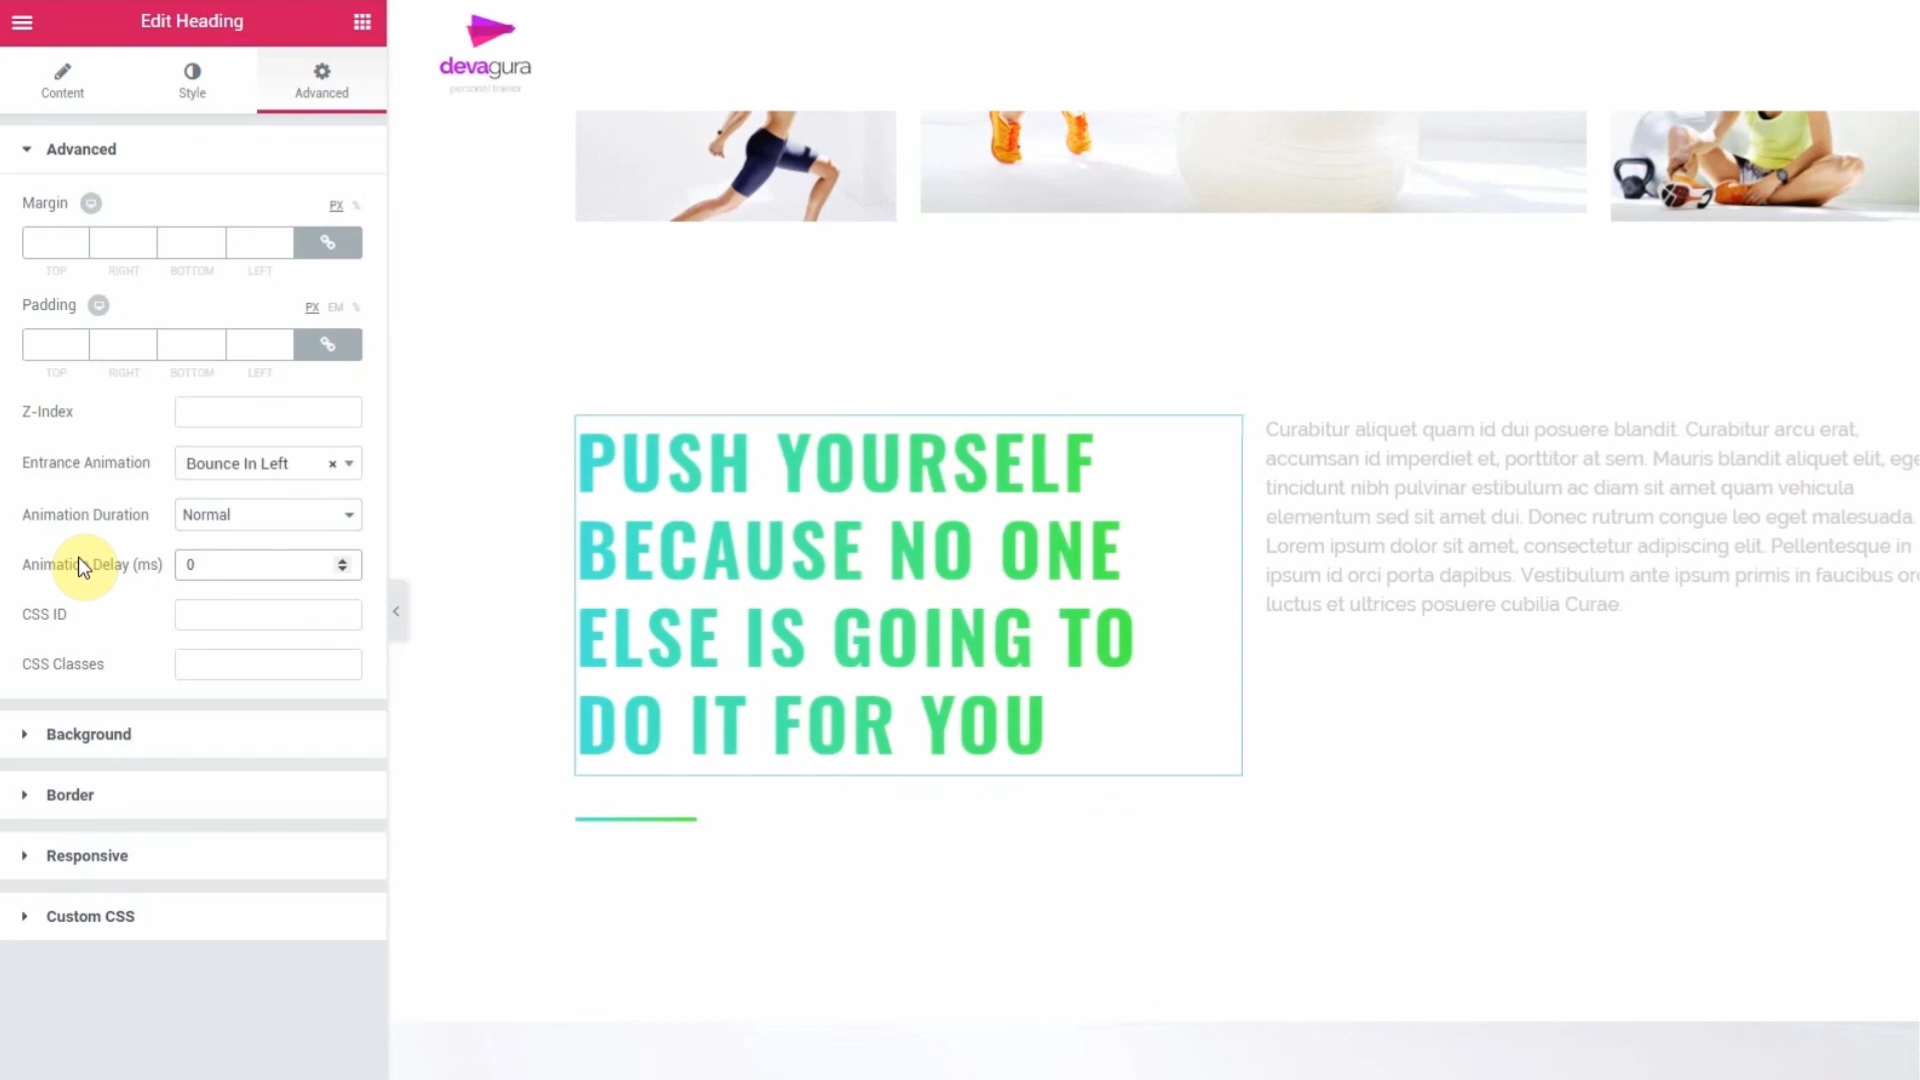 Edit Heading
Content
Style
Advanced
Advanced
Margin
PX %
TOP RIGHT BOTTOM LEFT
Padding
PX EM %
TOP RIGHT BOTTOM LEFT
Z-Index
Entrance Animation
Bounce In Left ×
Animation Duration
Normal
Animation Delay (ms)
0
CSS ID
CSS Classes
Background
Border
Responsive
Custom CSS
devagura
personal trainer
PUSH YOURSELF
BECAUSE NO ONE
ELSE IS GOING TO
DO IT FOR YOU
Curabitur aliquet quam id dui posuere blandit. Curabitur arcu erat,
accumsan id imperdiet et, porttitor at sem. Mauris blandit aliquet elit, ege
tincidunt nibh pulvinar estibulum ac diam sit amet quam vehicula
elementum sed sit amet dui. Donec rutrum congue leo eget malesuada.
Lorem ipsum dolor sit amet, consectetur adipiscing elit. Pellentesque in
ipsum id orci porta dapibus. Vestibulum ante ipsum primis in faucibus orc
luctus et ultrices posuere cubilia Curae.